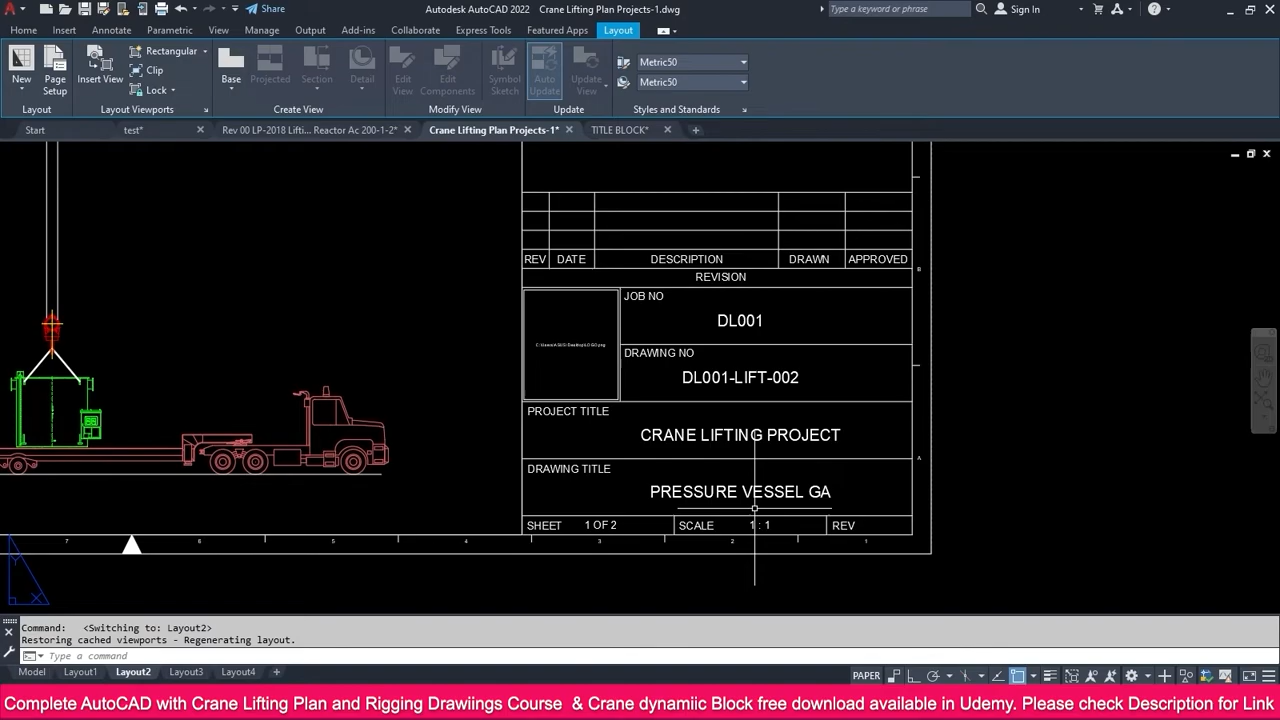 Share
Autodesk AutoCAD 2022 Crane Lifting Plan Projects-1.dwg
Type a keyword or phrase
Sign In
Home Insert Annotate Parametric View Manage Output Add-ins Collaborate Express Tools Featured Apps Layout
New
Page Setup
Insert View
Rectangular
Clip
Lock
Base
Projected
Section
Detail
Edit View
Edit Components
Symbol Sketch
Auto Update
Update View
Metric50
Metric50
Layout Layout Viewports Create View Modify View Update Styles and Standards
Start test* Rev 00 LP-2018 Lifti... Reactor Ac 200-1-2* Crane Lifting Plan Projects-1* TITLE BLOCK*
REV DATE DESCRIPTION DRAWN APPROVED
REVISION
JOB NO
DL001
DRAWING NO
DL001-LIFT-002
PROJECT TITLE
CRANE LIFTING PROJECT
DRAWING TITLE
PRESSURE VESSEL GA
SHEET 1 OF 2 SCALE 1 : 1 REV
B
A
7 6 5 4 3 2 1
Y
X
Command: <Switching to: Layout2>
Restoring cached viewports - Regenerating layout.
Type a command
Model Layout1 Layout2 Layout3 Layout4
PAPER
Complete AutoCAD with Crane Lifting Plan and Rigging Drawiings Course & Crane dynamiic Block free download available in Udemy. Please check Description for Link